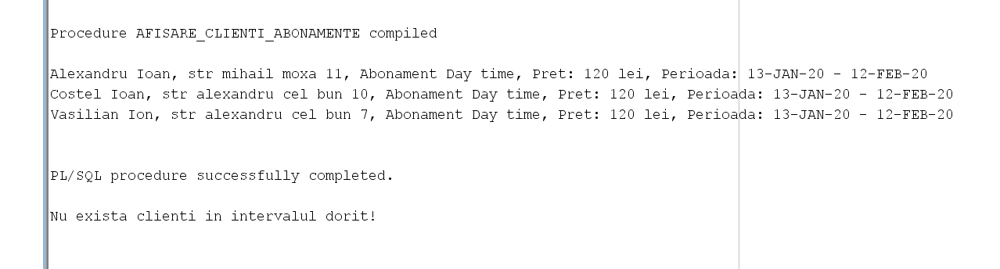 Procedure AFISARE_CLIENTI_ABONAMENTE compiled
Alexandru Ioan, str mihail moxa 11, Abonament Day time, Pret: 120 lei, Perioada: 13-JAN-20 - 12-FEB-20
Costel Ioan, str alexandru cel bun 10, Abonament Day time, Pret: 120 lei, Perioada: 13-JAN-20 - 12-FEB-20
Vasilian Ion, str alexandru cel bun 7, Abonament Day time, Pret: 120 lei, Perioada: 13-JAN-20 - 12-FEB-20
PL/SQL procedure successfully completed.
Nu exista clienti in intervalul dorit!